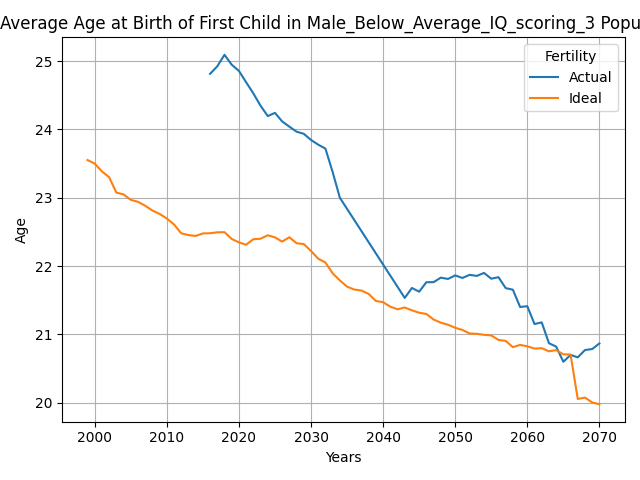 Average Age at Birth of First Child in Male_Below_Average_IQ_scoring_3 Popu
Fertility
Actual
Ideal
Age
25
24
23
22
21
20
2000 2010 2020 2030 2040 2050 2060 2070
Years